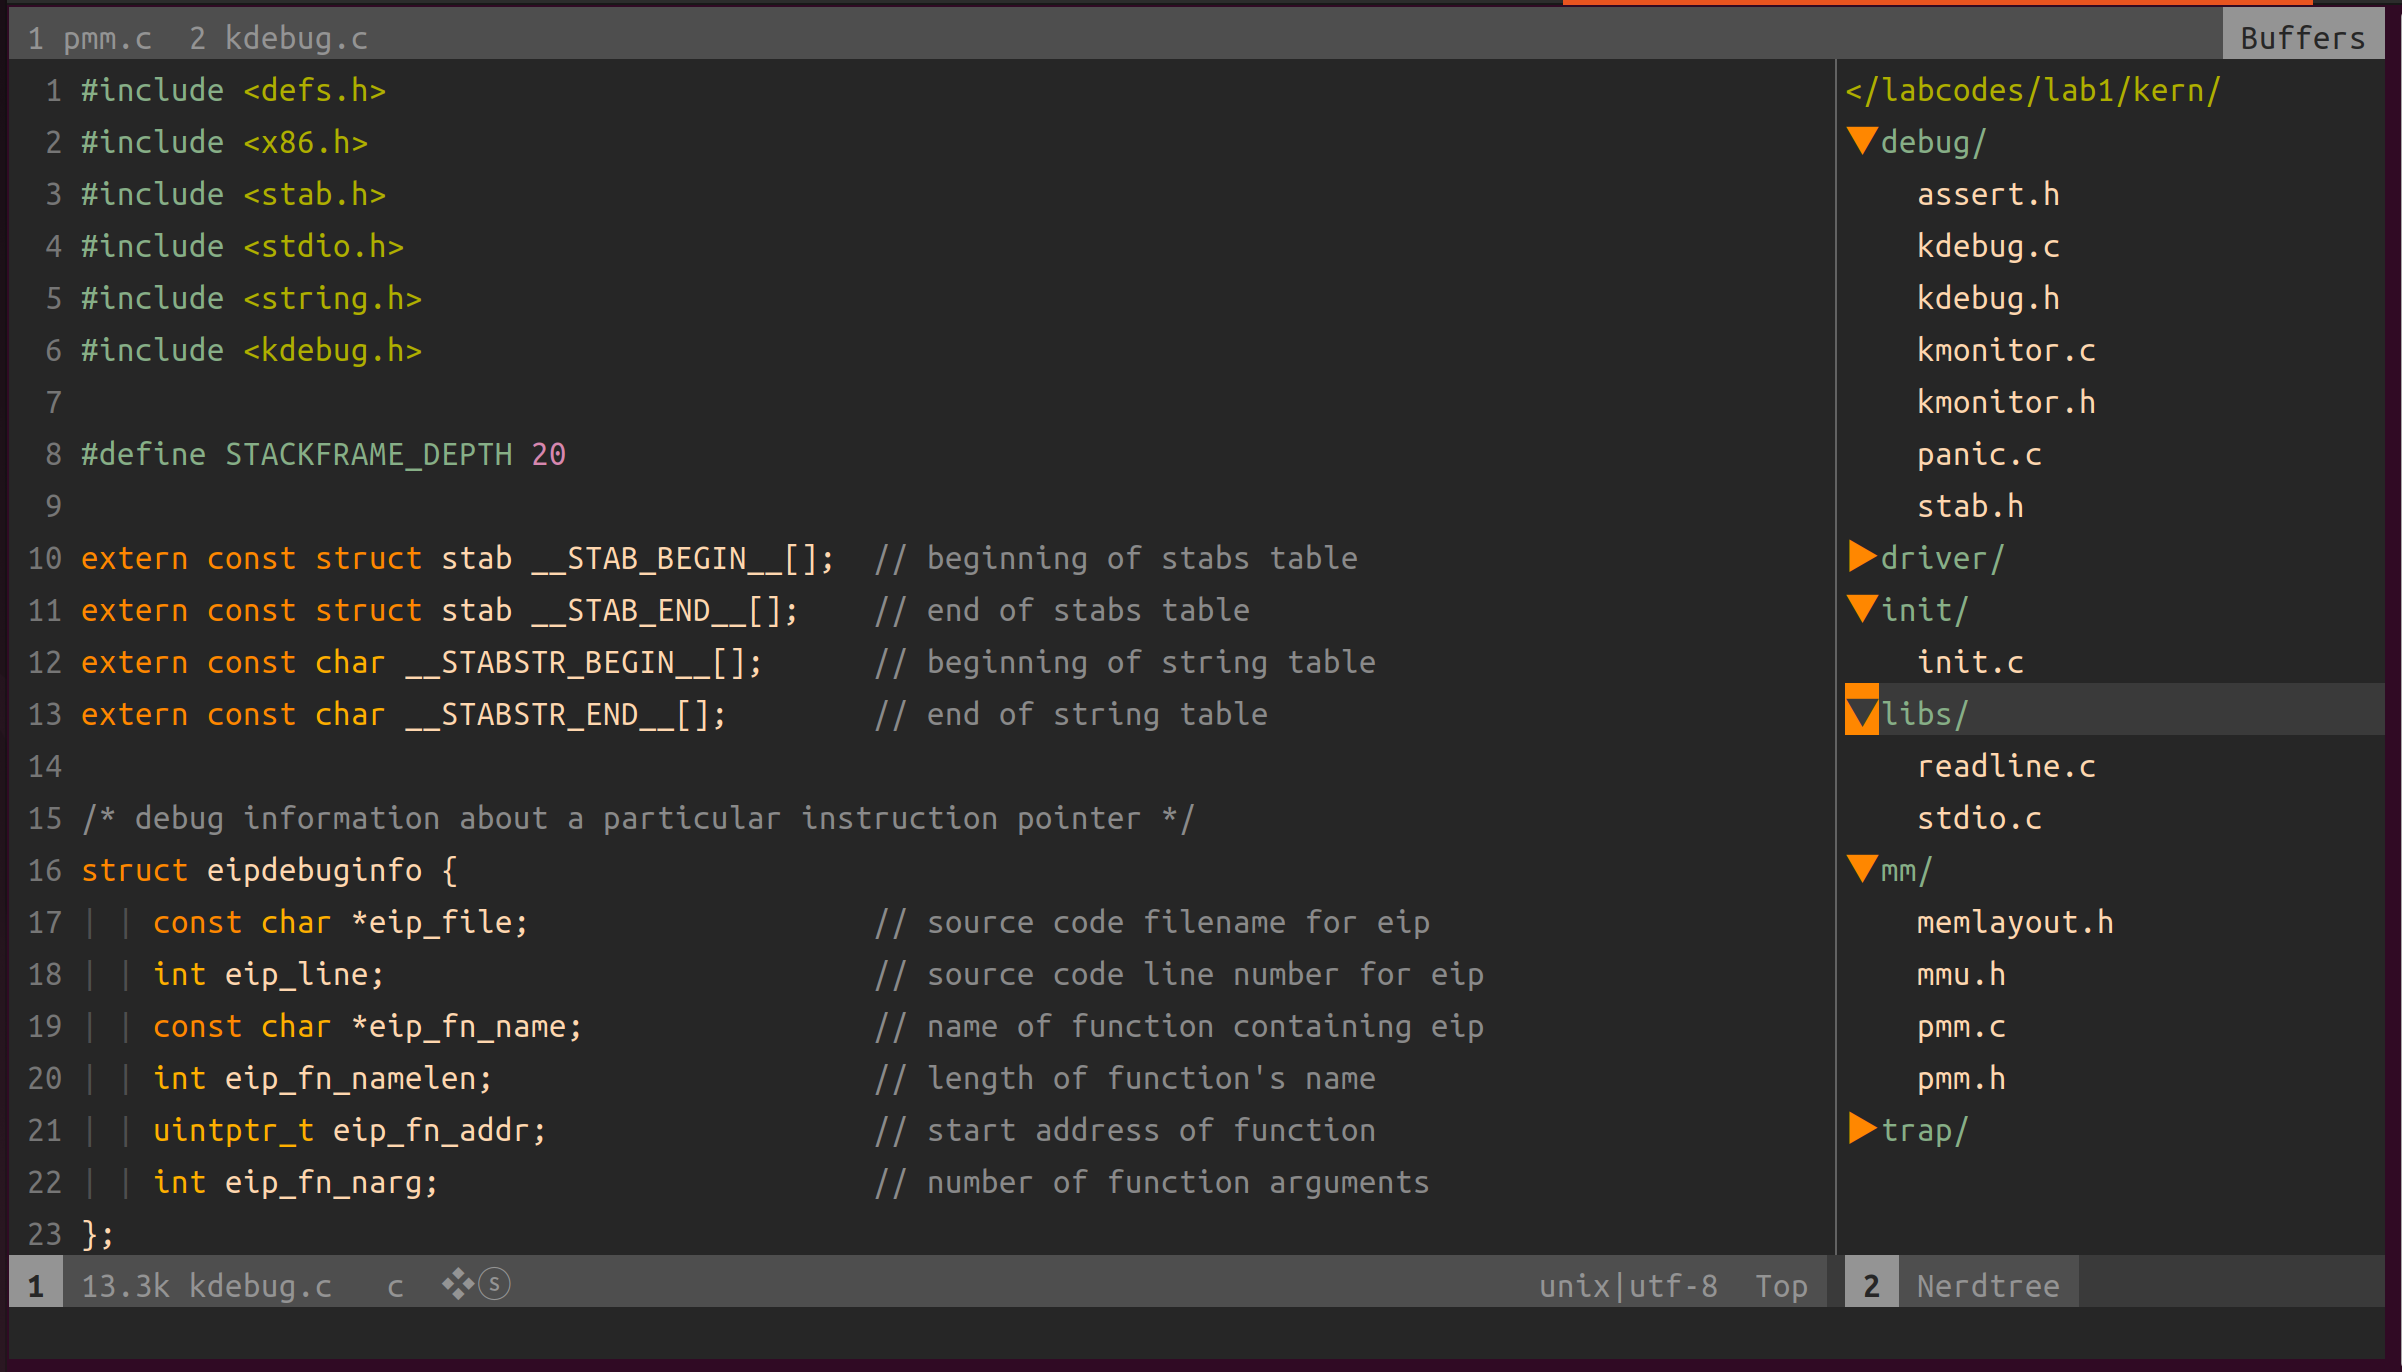 1 pmm.c  2 kdebug.c
Buffers
1 #include <defs.h>
2 #include <x86.h>
3 #include <stab.h>
4 #include <stdio.h>
5 #include <string.h>
6 #include <kdebug.h>
7
8 #define STACKFRAME_DEPTH 20
9
10 extern const struct stab __STAB_BEGIN__[];  // beginning of stabs table
11 extern const struct stab __STAB_END__[];    // end of stabs table
12 extern const char __STABSTR_BEGIN__[];      // beginning of string table
13 extern const char __STABSTR_END__[];        // end of string table
14
15 /* debug information about a particular instruction pointer */
16 struct eipdebuginfo {
17 | | const char *eip_file;                   // source code filename for eip
18 | | int eip_line;                           // source code line number for eip
19 | | const char *eip_fn_name;                // name of function containing eip
20 | | int eip_fn_namelen;                     // length of function's name
21 | | uintptr_t eip_fn_addr;                  // start address of function
22 | | int eip_fn_narg;                        // number of function arguments
23 };
</labcodes/lab1/kern/
▼debug/
assert.h
kdebug.c
kdebug.h
kmonitor.c
kmonitor.h
panic.c
stab.h
▶driver/
▼init/
init.c
▼libs/
readline.c
stdio.c
▼mm/
memlayout.h
mmu.h
pmm.c
pmm.h
▶trap/
1 13.3k kdebug.c   c  ❖ⓢ   unix|utf-8  Top
2 Nerdtree